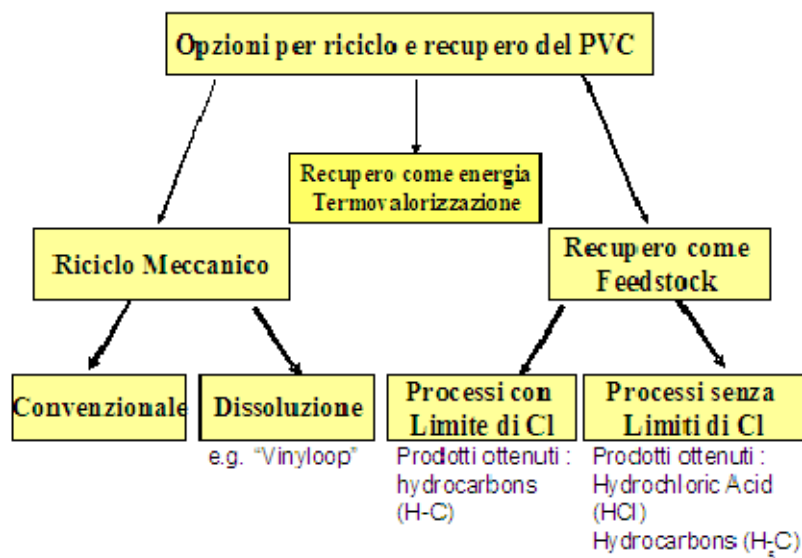 Opzioni per riciclo e recupero del PVC
Recupero come energia
Termovalorizzazione
Riciclo Meccanico
Recupero come
Feedstock
Convenzionale
Dissoluzione
e.g. “Vinyloop”
Processi con
Limite di Cl
Prodotti ottenuti :
hydrocarbons
(H-C)
Processi senza
Limiti di Cl
Prodotti ottenuti :
Hydrochloric Acid
(HCl)
Hydrocarbons